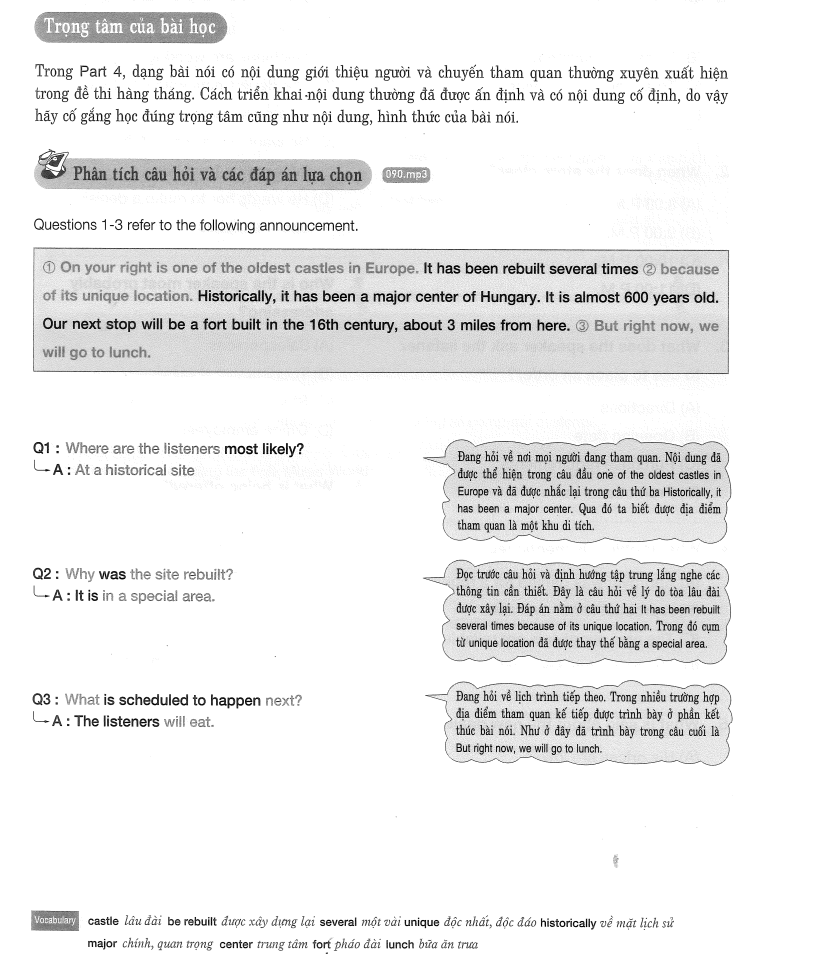 Trọng tâm của bài học
Trong Part 4, dạng bài nói có nội dung giới thiệu người và chuyến tham quan thường xuyên xuất hiện
trong đề thi hàng tháng. Cách triển khai nội dung thường đã được ấn định và có nội dung cố định, do vậy
hãy cố gắng học đúng trọng tâm cũng như nội dung, hình thức của bài nói.
Phân tích câu hỏi và các đáp án lựa chọn 090.mp3
Questions 1-3 refer to the following announcement.
① On your right is one of the oldest castles in Europe. It has been rebuilt several times ② because
of its unique location. Historically, it has been a major center of Hungary. It is almost 600 years old.
Our next stop will be a fort built in the 16th century, about 3 miles from here. ③ But right now, we
will go to lunch.
Q1 : Where are the listeners most likely?
A : At a historical site
Đang hỏi về nơi mọi người đang tham quan. Nội dung đã
được thể hiện trong câu đầu one of the oldest castles in
Europe và đã được nhắc lại trong câu thứ ba Historically, it
has been a major center. Qua đó ta biết được địa điểm
tham quan là một khu di tích.
Q2 : Why was the site rebuilt?
A : It is in a special area.
Đọc trước câu hỏi và định hướng tập trung lắng nghe các
thông tin cần thiết. Đây là câu hỏi về lý do tòa lâu đài
được xây lại. Đáp án nằm ở câu thứ hai It has been rebuilt
several times because of its unique location. Trong đó cụm
từ unique location đã được thay thế bằng a special area.
Q3 : What is scheduled to happen next?
A : The listeners will eat.
Đang hỏi về lịch trình tiếp theo. Trong nhiều trường hợp
địa điểm tham quan kế tiếp được trình bày ở phần kết
thúc bài nói. Như ở đây đã trình bày trong câu cuối là
But right now, we will go to lunch.
Vocabulary castle lâu đài be rebuilt được xây dựng lại several một vài unique độc nhất, độc đáo historically về mặt lịch sử
major chính, quan trọng center trung tâm fort pháo đài lunch bữa ăn trưa